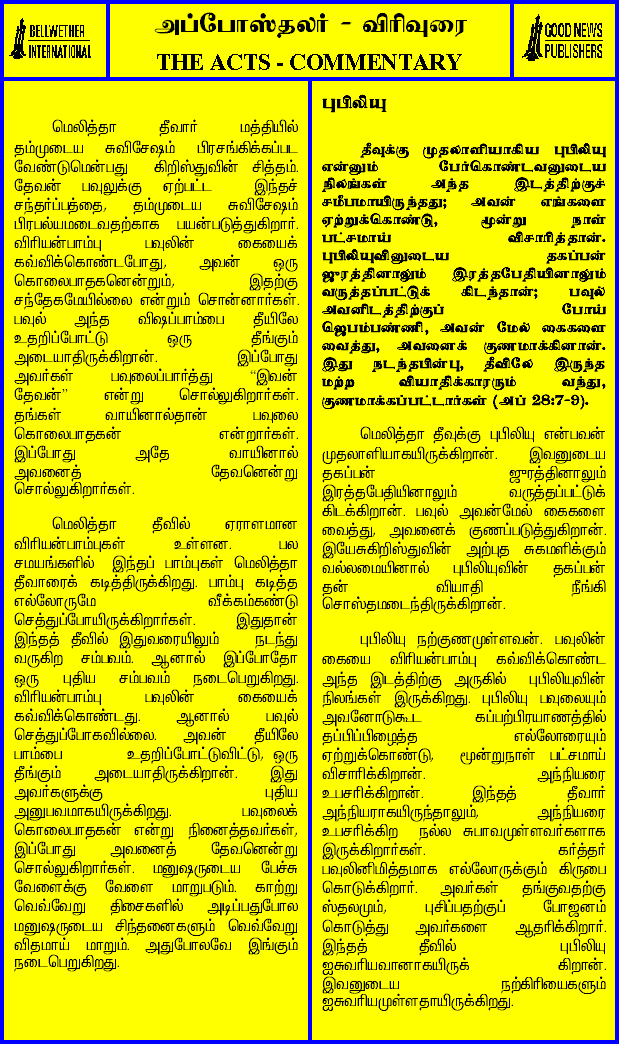 BELLWETHER
INTERNATIONAL
அப்போஸ்தலர் - விரிவுரை
THE ACTS - COMMENTARY
GOOD NEWS
PUBLISHERS
மெலித்தா தீவார் மத்தியில்
தம்முடைய சுவிசேஷம் பிரசங்கிக்கப்பட
வேண்டுமென்பது கிறிஸ்துவின் சித்தம்.
தேவன் பவுலுக்கு ஏற்பட்ட இந்தச்
சந்தர்ப்பத்தை, தம்முடைய சுவிசேஷம்
பிரபல்யமடைவதற்காக பயன்படுத்துகிறார்.
விரியன்பாம்பு பவுலின் கையைக்
கவ்விக்கொண்டபோது, அவன் ஒரு
கொலைபாதகனென்றும், இதற்கு
சந்தேகமேயில்லை என்றும் சொன்னார்கள்.
பவுல் அந்த விஷப்பாம்பை தீயிலே
உதறிப்போட்டு ஒரு தீங்கும்
அடையாதிருக்கிறான். இப்போது
அவர்கள் பவுலைப்பார்த்து “இவன்
தேவன்” என்று சொல்லுகிறார்கள்.
தங்கள் வாயினால்தான் பவுலை
கொலைபாதகன் என்றார்கள்.
இப்போது அதே வாயினால்
அவனைத் தேவனென்று
சொல்லுகிறார்கள்.
மெலித்தா தீவில் ஏராளமான
விரியன்பாம்புகள் உள்ளன. பல
சமயங்களில் இந்தப் பாம்புகள் மெலித்தா
தீவாரைக் கடித்திருக்கிறது. பாம்பு கடித்த
எல்லோருமே வீக்கம்கண்டு
செத்துப்போயிருக்கிறார்கள். இதுதான்
இந்தத் தீவில் இதுவரையிலும் நடந்து
வருகிற சம்பவம். ஆனால் இப்போதோ
ஒரு புதிய சம்பவம் நடைபெறுகிறது.
விரியன்பாம்பு பவுலின் கையைக்
கவ்விக்கொண்டது. ஆனால் பவுல்
செத்துப்போகவில்லை. அவன் தீயிலே
பாம்பை உதறிப்போட்டுவிட்டு, ஒரு
தீங்கும் அடையாதிருக்கிறான். இது
அவர்களுக்கு புதிய
அனுபவமாகயிருக்கிறது. பவுலைக்
கொலைபாதகன் என்று நினைத்தவர்கள்,
இப்போது அவனைத் தேவனென்று
சொல்லுகிறார்கள். மனுஷருடைய பேச்சு
வேளைக்கு வேளை மாறுபடும். காற்று
வெவ்வேறு திசைகளில் அடிப்பதுபோல
மனுஷருடைய சிந்தனைகளும் வெவ்வேறு
விதமாய் மாறும். அதுபோலவே இங்கும்
நடைபெறுகிறது.
புபிலியு
தீவுக்கு முதலாளியாகிய புபிலியு
என்னும் பேர்கொண்டவனுடைய
நிலங்கள் அந்த இடத்திற்குச்
சமீபமாயிருந்தது; அவன் எங்களை
ஏற்றுக்கொண்டு, மூன்று நாள்
பட்சமாய் விசாரித்தான்.
புபிலியுவினுடைய தகப்பன்
ஜுரத்தினாலும் இரத்தபேதியினாலும்
வருத்தப்பட்டுக் கிடந்தான்; பவுல்
அவனிடத்திற்குப் போய்
ஜெபம்பண்ணி, அவன் மேல் கைகளை
வைத்து, அவனைக் குணமாக்கினான்.
இது நடந்தபின்பு, தீவிலே இருந்த
மற்ற வியாதிக்காரரும் வந்து,
குணமாக்கப்பட்டார்கள் (அப் 28:7-9).
மெலித்தா தீவுக்கு புபிலியு என்பவன்
முதலாளியாகயிருக்கிறான். இவனுடைய
தகப்பன் ஜுரத்தினாலும்
இரத்தபேதியினாலும் வருத்தப்பட்டுக்
கிடக்கிறான். பவுல் அவன்மேல் கைகளை
வைத்து, அவனைக் குணப்படுத்துகிறான்.
இயேசுகிறிஸ்துவின் அற்புத சுகமளிக்கும்
வல்லமையினால் புபிலியுவின் தகப்பன்
தன் வியாதி நீங்கி
சொஸ்தமடைந்திருக்கிறான்.
புபிலியு நற்குணமுள்ளவன். பவுலின்
கையை விரியன்பாம்பு கவ்விக்கொண்ட
அந்த இடத்திற்கு அருகில் புபிலியுவின்
நிலங்கள் இருக்கிறது. புபிலியு பவுலையும்
அவனோடுகூட கப்பற்பிரயாணத்தில்
தப்பிப்பிழைத்த எல்லோரையும்
ஏற்றுக்கொண்டு, மூன்றுநாள் பட்சமாய்
விசாரிக்கிறான். அந்நியரை
உபசரிக்கிறான். இந்தத் தீவார்
அந்நியராகயிருந்தாலும், அந்நியரை
உபசரிக்கிற நல்ல சுபாவமுள்ளவர்களாக
இருக்கிறார்கள். கர்த்தர்
பவுலினிமித்தமாக எல்லோருக்கும் கிருபை
கொடுக்கிறார். அவர்கள் தங்குவதற்கு
ஸ்தலமும், புசிப்பதற்குப் போஜனம்
கொடுத்து அவர்களை ஆதரிக்கிறார்.
இந்தத் தீவில் புபிலியு
ஐசுவரியவானாகயிருக் கிறான்.
இவனுடைய நற்கிரியைகளும்
ஐசுவரியமுள்ளதாயிருக்கிறது.